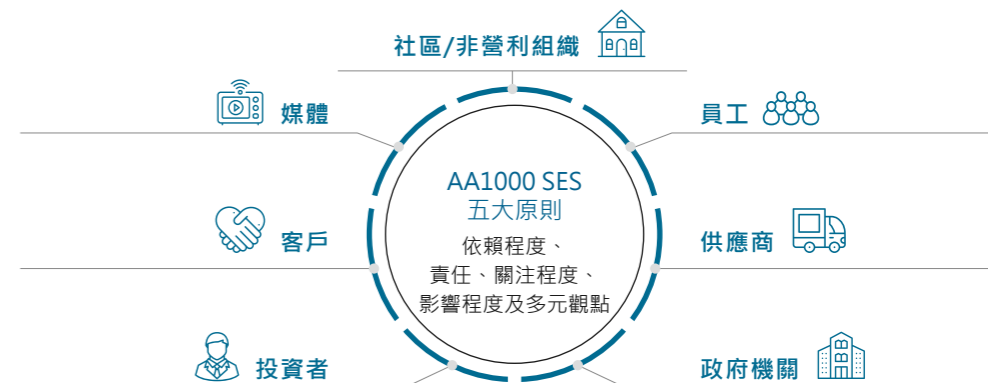 社區/非營利組織
媒體
員工
AA1000 SES
五大原則
依賴程度、
責任、關注程度、
影響程度及多元觀點
客戶
供應商
投資者
政府機關